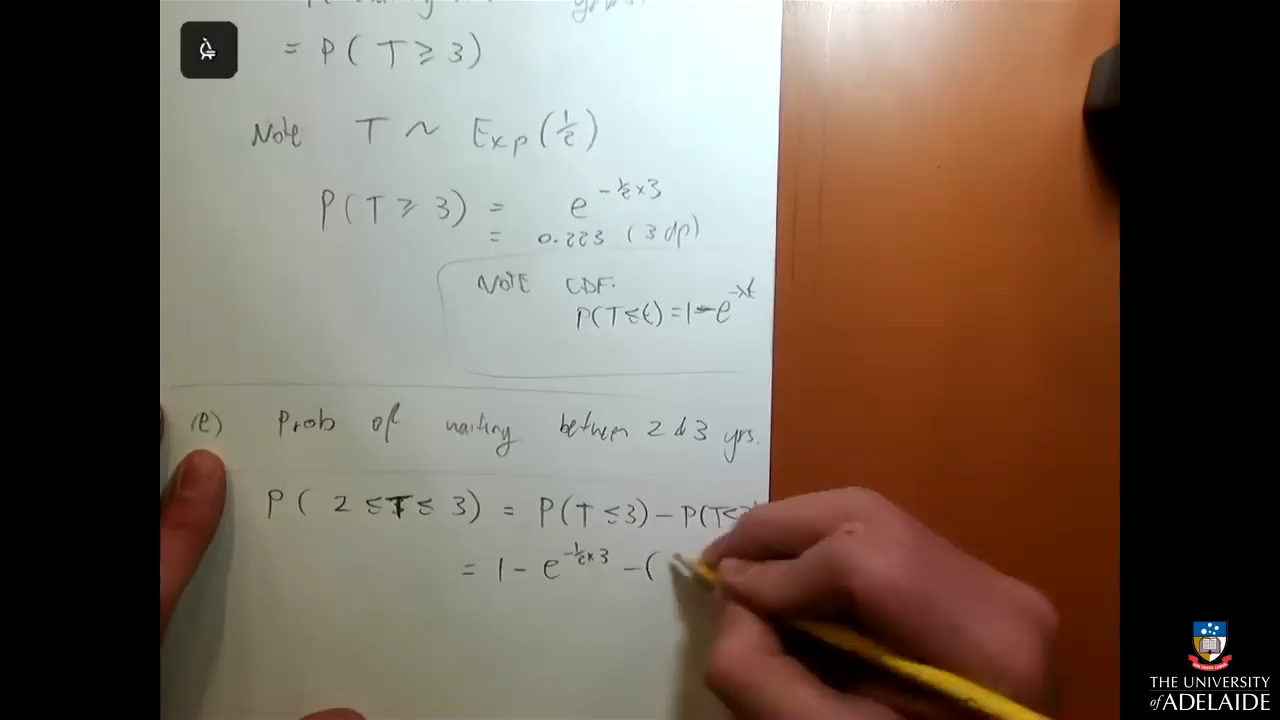 = P( T ≥ 3)
Note T ~ Exp(1/2)
P( T ≥ 3) = e^{-1/2 × 3}
= 0.223 (3 dp)
NOTE CDF:
P(T ≤ t) = 1 - e^{-λt}
(e) Prob of waiting between 2 & 3 yrs.
P( 2 ≤ T ≤ 3) = P(T ≤ 3) - P(T ≤ 2
= 1 - e^{-1/2 × 3} - (
THE UNIVERSITY
of ADELAIDE